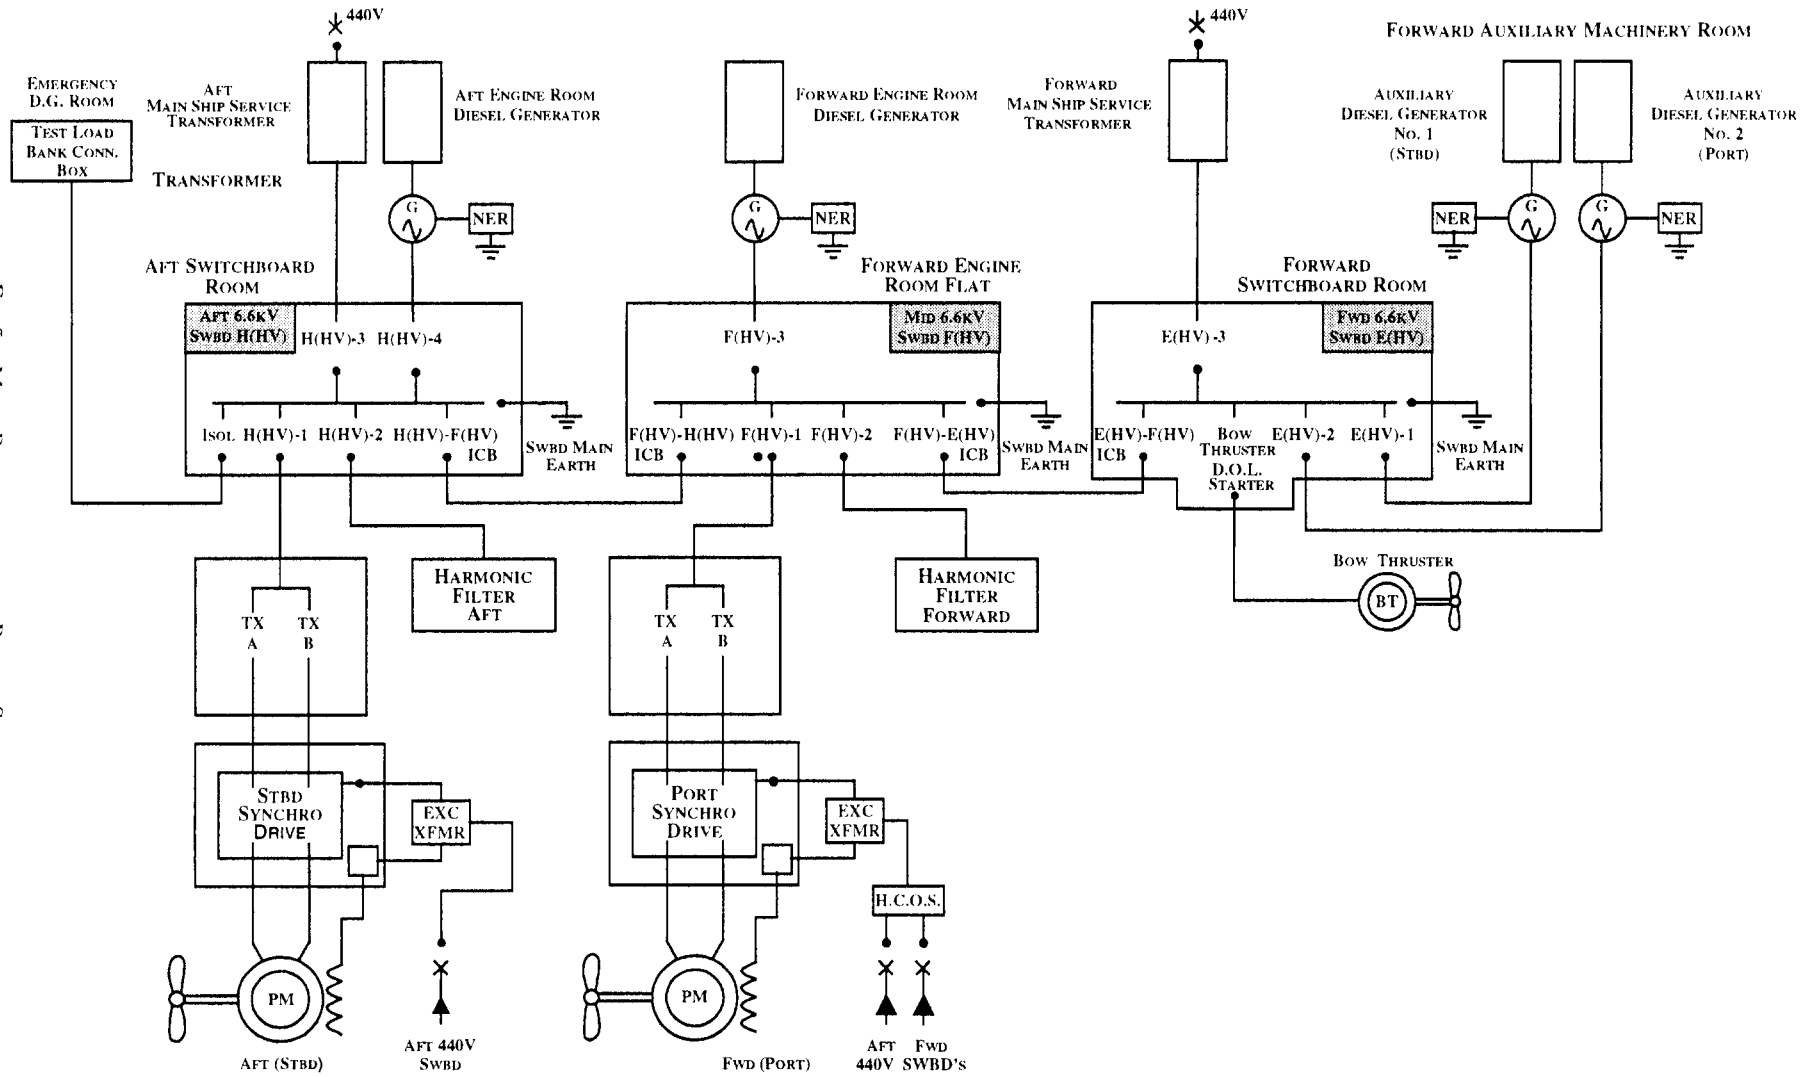 440V
440V
FORWARD AUXILIARY MACHINERY ROOM
EMERGENCY
D.G. ROOM
TEST LOAD
BANK CONN.
BOX
AFT
MAIN SHIP SERVICE
TRANSFORMER
TRANSFORMER
AFT ENGINE ROOM
DIESEL GENERATOR
FORWARD ENGINE ROOM
DIESEL GENERATOR
FORWARD
MAIN SHIP SERVICE
TRANSFORMER
AUXILIARY
DIESEL GENERATOR
NO. 1
(STBD)
AUXILIARY
DIESEL GENERATOR
NO. 2
(PORT)
G
NER
G
NER
NER
G
G
NER
AFT SWITCHBOARD
ROOM
FORWARD ENGINE
ROOM FLAT
FORWARD
SWITCHBOARD ROOM
AFT 6.6KV
SWBD H(HV)
H(HV)-3
H(HV)-4
F(HV)-3
MID 6.6KV
SWBD F(HV)
E(HV)-3
FWD 6.6KV
SWBD E(HV)
ISOL
H(HV)-1
H(HV)-2
H(HV)-F(HV)
ICB
SWBD MAIN
EARTH
F(HV)-H(HV)
ICB
F(HV)-1
F(HV)-2
F(HV)-E(HV)
ICB
SWBD MAIN
EARTH
E(HV)-F(HV)
ICB
BOW
THRUSTER
D.O.L.
STARTER
E(HV)-2
E(HV)-1
SWBD MAIN
EARTH
HARMONIC
FILTER
AFT
HARMONIC
FILTER
FORWARD
BOW THRUSTER
BT
TX
A
TX
B
TX
A
TX
B
STBD
SYNCHRO
DRIVE
EXC
XFMR
PORT
SYNCHRO
DRIVE
EXC
XFMR
H.C.O.S.
PM
PM
AFT (STBD)
AFT 440V
SWBD
FWD (PORT)
AFT FWD
440V SWBD'S